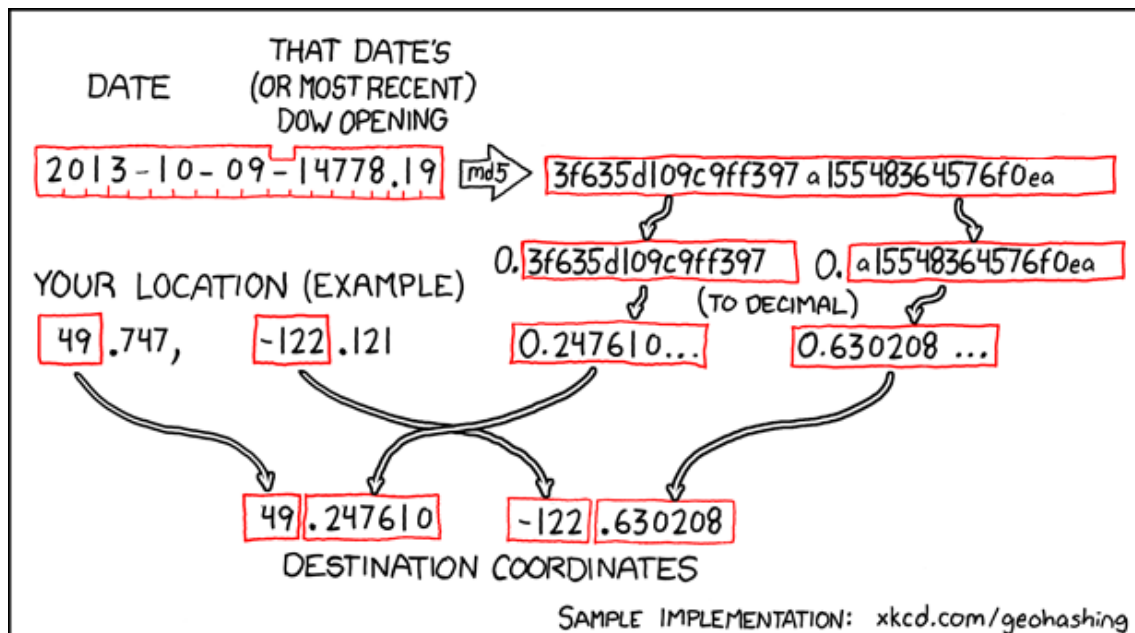 DATE
THAT DATE'S
(OR MOST RECENT)
DOW OPENING
2013-10-09-14778.19
md5
3f635d109c9ff397a15548364576f0ea
0.3f635d109c9ff397
0.a15548364576f0ea
YOUR LOCATION (EXAMPLE)
(TO DECIMAL)
49.747, -122.121
0.247610...
0.630208...
49.247610
-122.630208
DESTINATION COORDINATES
SAMPLE IMPLEMENTATION: xkcd.com/geohashing